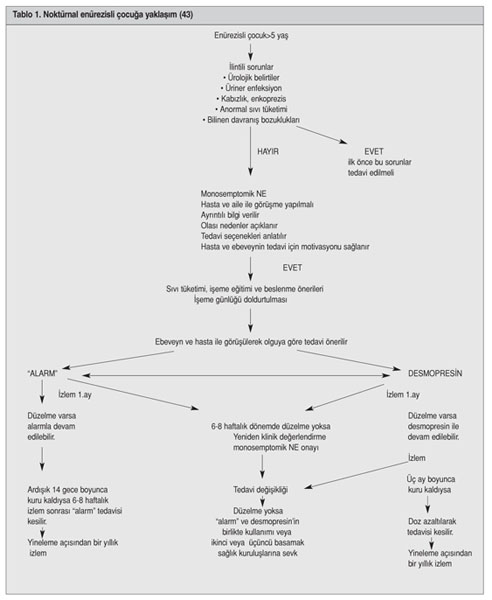 Tablo 1. Noktürnal enürezisli çocuğa yaklaşım (43)
Enürezisli çocuk>5 yaş
İlintili sorunlar
• Ürolojik belirtiler
• Üriner enfeksiyon
• Kabızlık, enkoprezis
• Anormal sıvı tüketimi
• Bilinen davranış bozuklukları
HAYIR
EVET
ilk önce bu sorunlar
tedavi edilmeli
Monosemptomik NE
Hasta ve aile ile görüşme yapılmalı
Ayrıntılı bilgi verilir
Olası nedenler açıklanır
Tedavi seçenekleri anlatılır
Hasta ve ebeveynin tedavi için motivasyonu sağlanır
EVET
Sıvı tüketimi, işeme eğitimi ve beslenme önerileri
İşeme günlüğü doldurtulması
Ebeveyn ve hasta ile görüşülerek olguya göre tedavi önerilir
"ALARM"
DESMOPRESİN
İzlem 1.ay
İzlem 1.ay
Düzelme varsa
alarmla devam
edilebilir.
6-8 haftalık dönemde düzelme yoksa
Yeniden klinik değerlendirme
monosemptomik NE onayı
Düzelme varsa
desmopresin ile
devam edilebilir.
İzlem
Ardışık 14 gece boyunca
kuru kaldıysa 6-8 haftalık
izlem sonrası "alarm" tedavisi
kesilir.
Tedavi değişikliği
Üç ay boyunca
kuru kaldıysa
Düzelme yoksa
"alarm" ve desmopresin'in
birlikte kullanımı veya
ikinci veya üçüncü basamak
sağlık kuruluşlarına sevk
Doz azaltılarak
tedavisi kesilir.
Yineleme açısından bir yıllık
izlem
Yineleme açısından
bir yıllık izlem